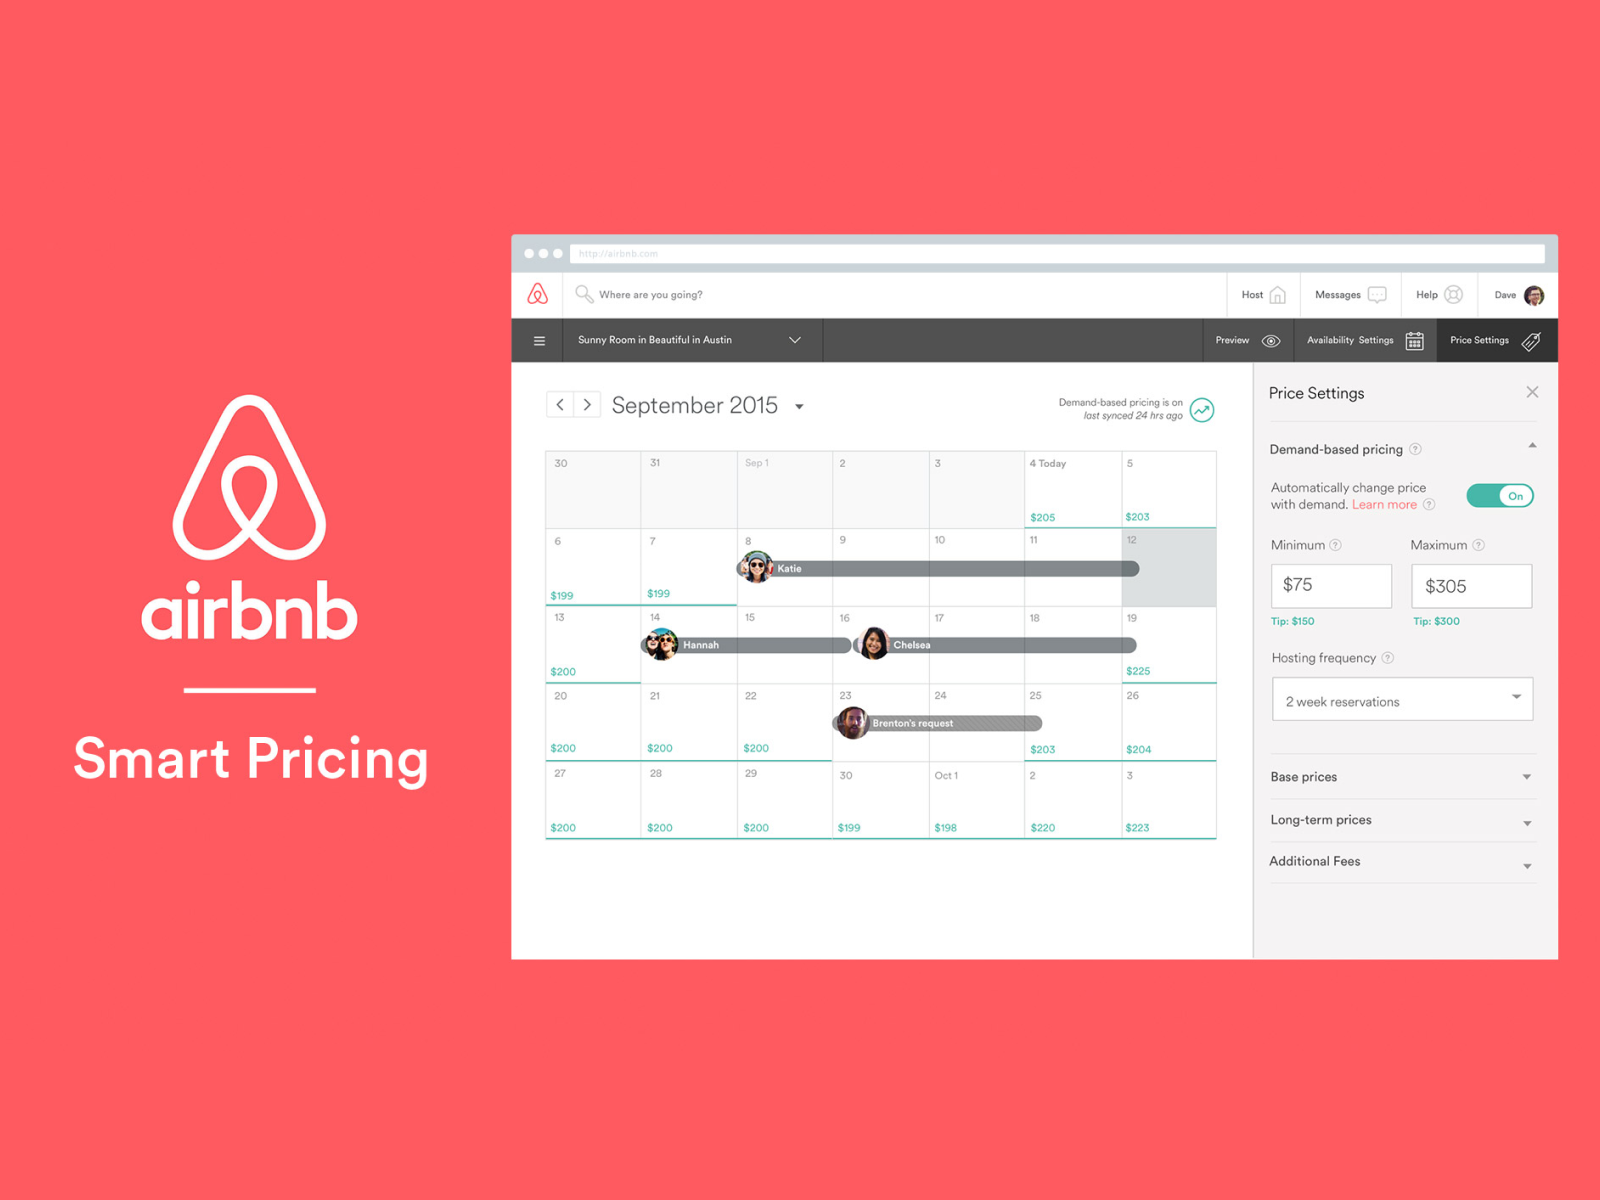 airbnb
Smart Pricing
http://airbnb.com
Where are you going?
Host
Messages
Help
Dave
Sunny Room in Beautiful in Austin
Preview
Availability Settings
Price Settings
September 2015
Demand-based pricing is on
last synced 24 hrs ago
30 31 Sep 1 2 3 4 Today 5
$205 $203
6 7 8 9 10 11 12
Katie
$199 $199
13 14 15 16 17 18 19
Hannah Chelsea
$200 $225
20 21 22 23 24 25 26
Brenton's request
$200 $200 $200 $203 $204
27 28 29 30 Oct 1 2 3
$200 $200 $200 $199 $198 $220 $223
Price Settings
Demand-based pricing ?
Automatically change price
with demand. Learn more ?
On
Minimum ? Maximum ?
$75 $305
Tip: $150 Tip: $300
Hosting frequency ?
2 week reservations
Base prices
Long-term prices
Additional Fees